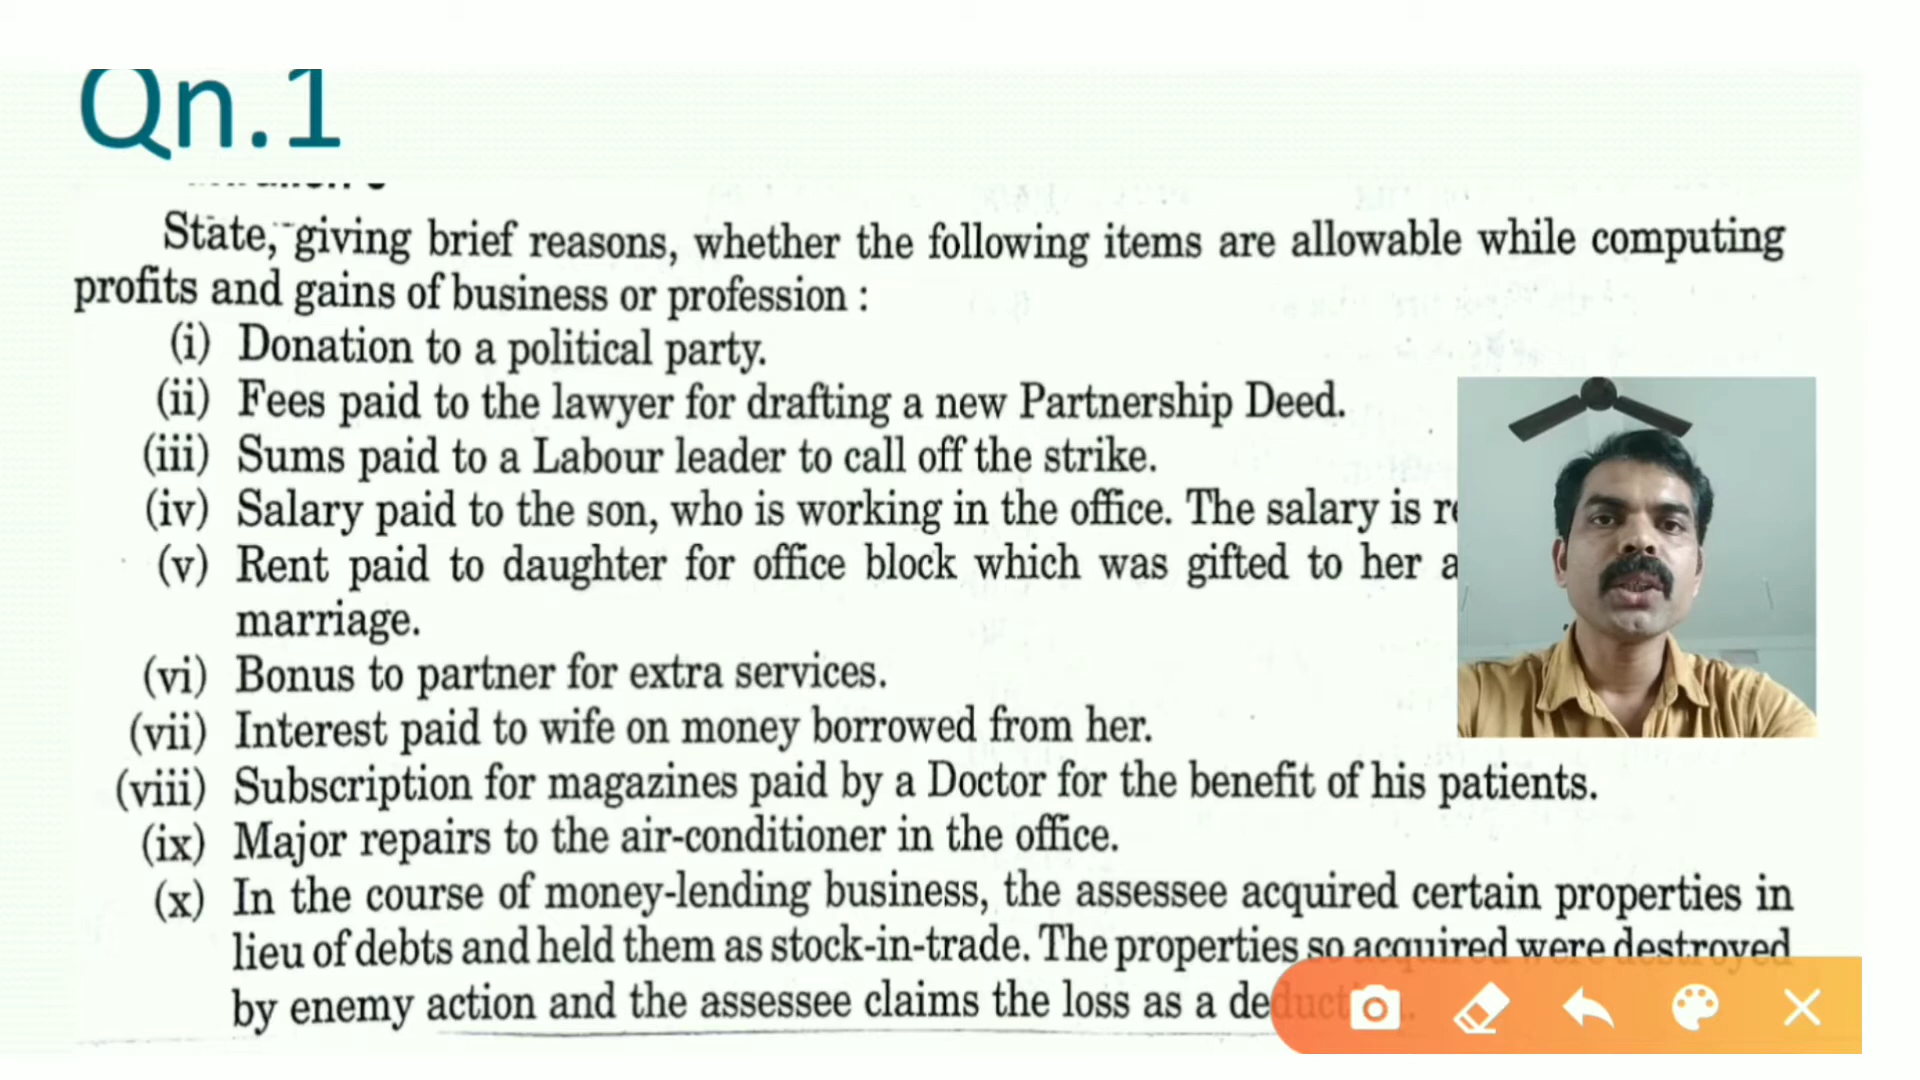 Qn.1
State, giving brief reasons, whether the following items are allowable while computing
profits and gains of business or profession :
(i) Donation to a political party.
(ii) Fees paid to the lawyer for drafting a new Partnership Deed.
(iii) Sums paid to a Labour leader to call off the strike.
(iv) Salary paid to the son, who is working in the office. The salary is
(v) Rent paid to daughter for office block which was gifted to her
marriage.
(vi) Bonus to partner for extra services.
(vii) Interest paid to wife on money borrowed from her.
(viii) Subscription for magazines paid by a Doctor for the benefit of his patients.
(ix) Major repairs to the air-conditioner in the office.
(x) In the course of money-lending business, the assessee acquired certain properties in
lieu of debts and held them as stock-in-trade. The properties so acquired were destroyed
by enemy action and the assessee claims the loss as a